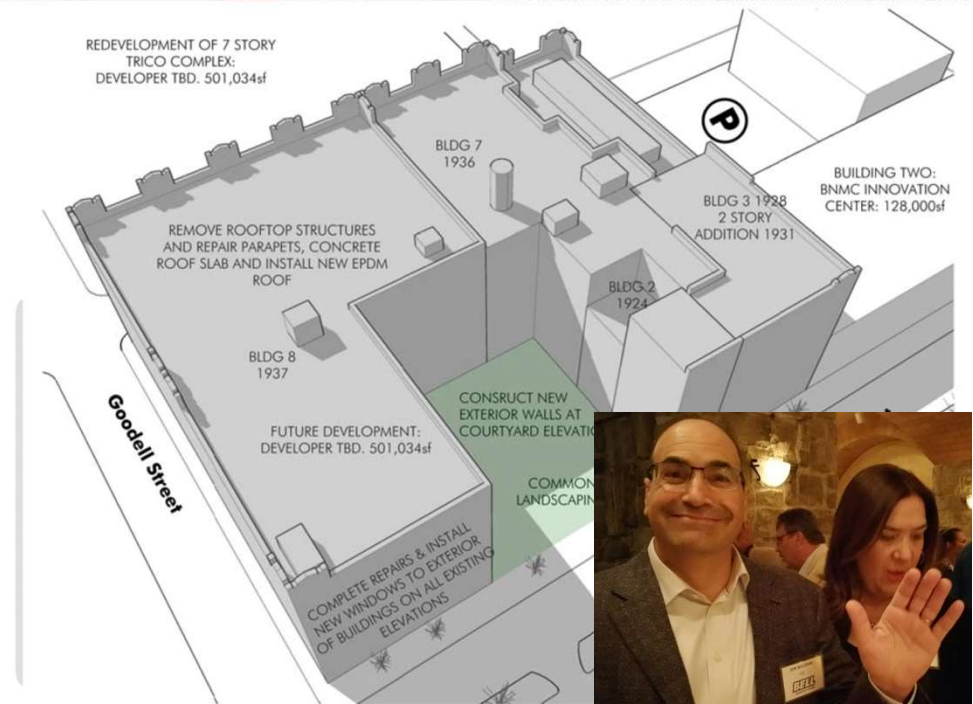 REDEVELOPMENT OF 7 STORY
TRICO COMPLEX:
DEVELOPER TBD. 501,034sf
P
BUILDING TWO:
BNMC INNOVATION
CENTER: 128,000sf
BLDG 7
1936
BLDG 3 1928
2 STORY
ADDITION 1931
REMOVE ROOFTOP STRUCTURES
AND REPAIR PARAPETS, CONCRETE
ROOF SLAB AND INSTALL NEW EPDM
ROOF
BLDG 2
1924
BLDG 8
1937
Goodell Street
CONSRUCT NEW
EXTERIOR WALLS AT
COURTYARD ELEVATIO
FUTURE DEVELOPMENT:
DEVELOPER TBD. 501,034sf
COMMON
LANDSCAPIN
COMPLETE REPAIRS & INSTALL
NEW WINDOWS TO EXTERIOR
OF BUILDINGS ON ALL EXISTING
ELEVATIONS
BELL